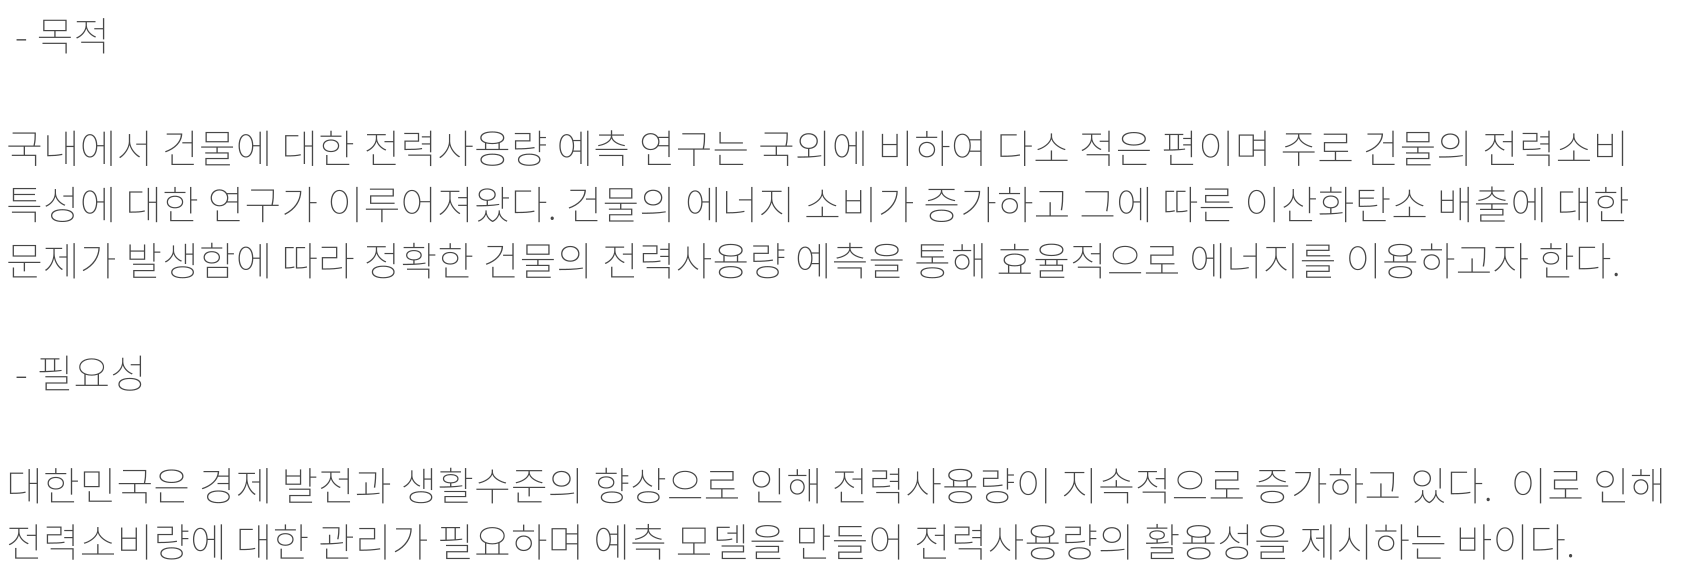 - 목적
국내에서 건물에 대한 전력사용량 예측 연구는 국외에 비하여 다소 적은 편이며 주로 건물의 전력소비
특성에 대한 연구가 이루어져왔다. 건물의 에너지 소비가 증가하고 그에 따른 이산화탄소 배출에 대한
문제가 발생함에 따라 정확한 건물의 전력사용량 예측을 통해 효율적으로 에너지를 이용하고자 한다.
- 필요성
대한민국은 경제 발전과 생활수준의 향상으로 인해 전력사용량이 지속적으로 증가하고 있다.  이로 인해
전력소비량에 대한 관리가 필요하며 예측 모델을 만들어 전력사용량의 활용성을 제시하는 바이다.